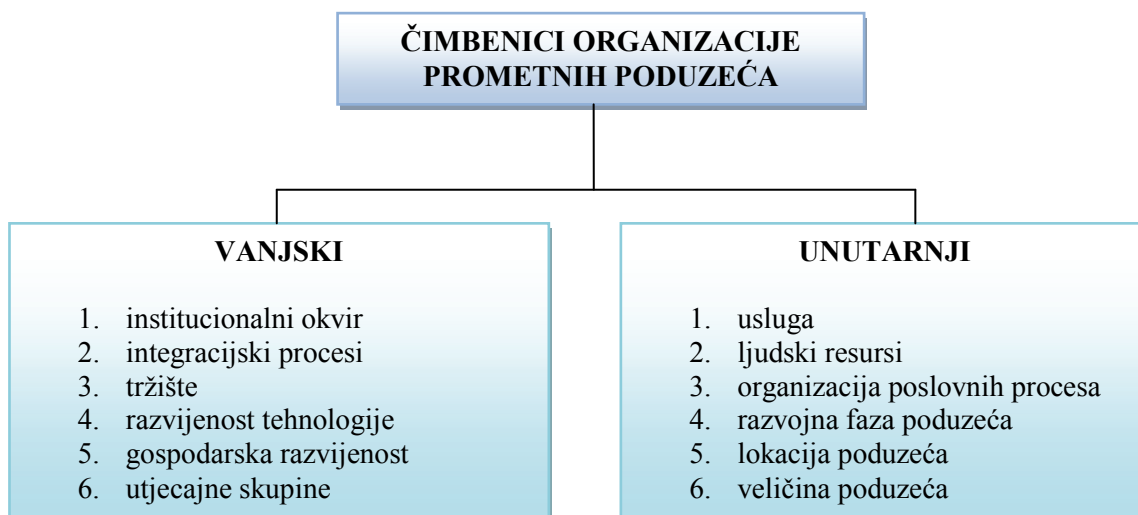 ČIMBENICI ORGANIZACIJE
PROMETNIH PODUZEĆA
VANJSKI
1. institucionalni okvir
2. integracijski procesi
3. tržište
4. razvijenost tehnologije
5. gospodarska razvijenost
6. utjecajne skupine
UNUTARNJI
1. usluga
2. ljudski resursi
3. organizacija poslovnih procesa
4. razvojna faza poduzeća
5. lokacija poduzeća
6. veličina poduzeća